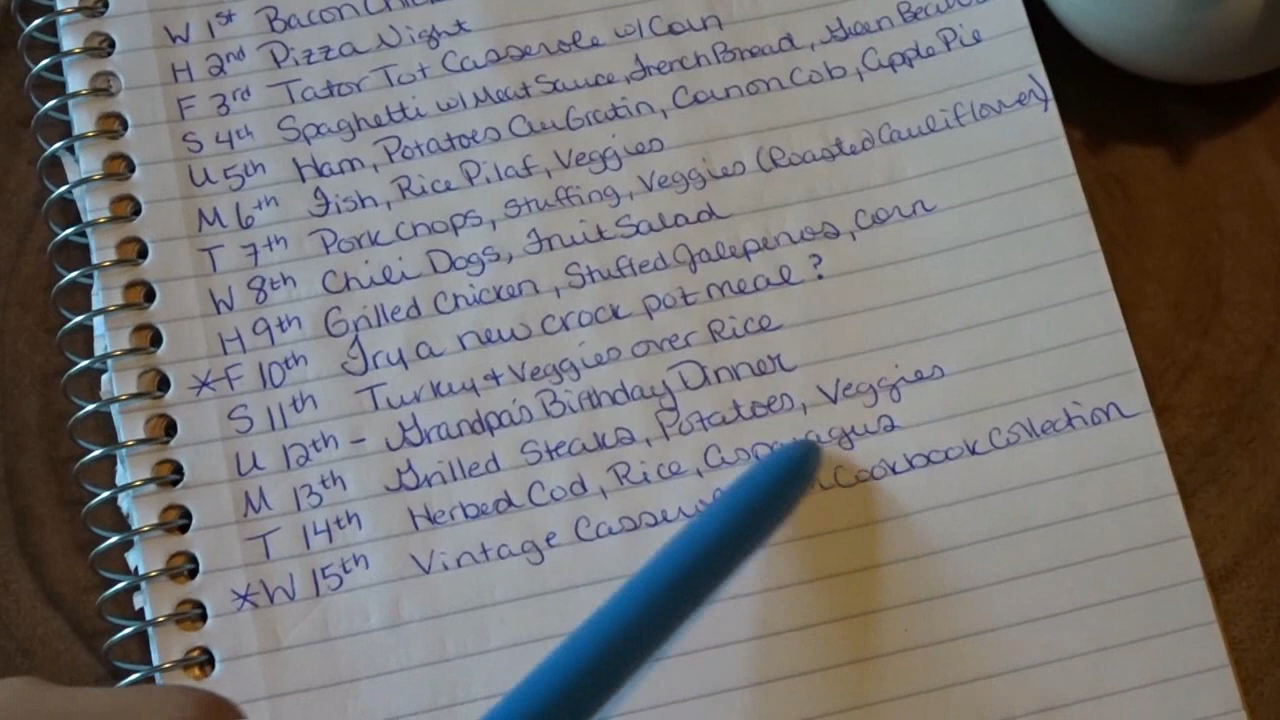 W 1st Bacon
H 2nd Pizza Night
F 3rd Tator Tot Casserole w/Corn
S 4th Spaghetti w/Meat Sauce, French Bread, Green Beans
U 5th Ham, Potatoes Au Gratin, Corn on Cob, Apple Pie
M 6th Fish, Rice Pilaf, Veggies
T 7th Pork Chops, Stuffing, Veggies (Roasted Cauliflower)
W 8th Chili Dogs, Fruit Salad
H 9th Grilled Chicken, Stuffed Jalepenos, Corn
*F 10th Try a new crock pot meal?
S 11th Turkey + Veggies over Rice
U 12th - Grandpa's Birthday Dinner
M 13th Grilled Steaks, Potatoes, Veggies
T 14th Herbed Cod, Rice, Asparagus
*W 15th Vintage Cookbook Collection